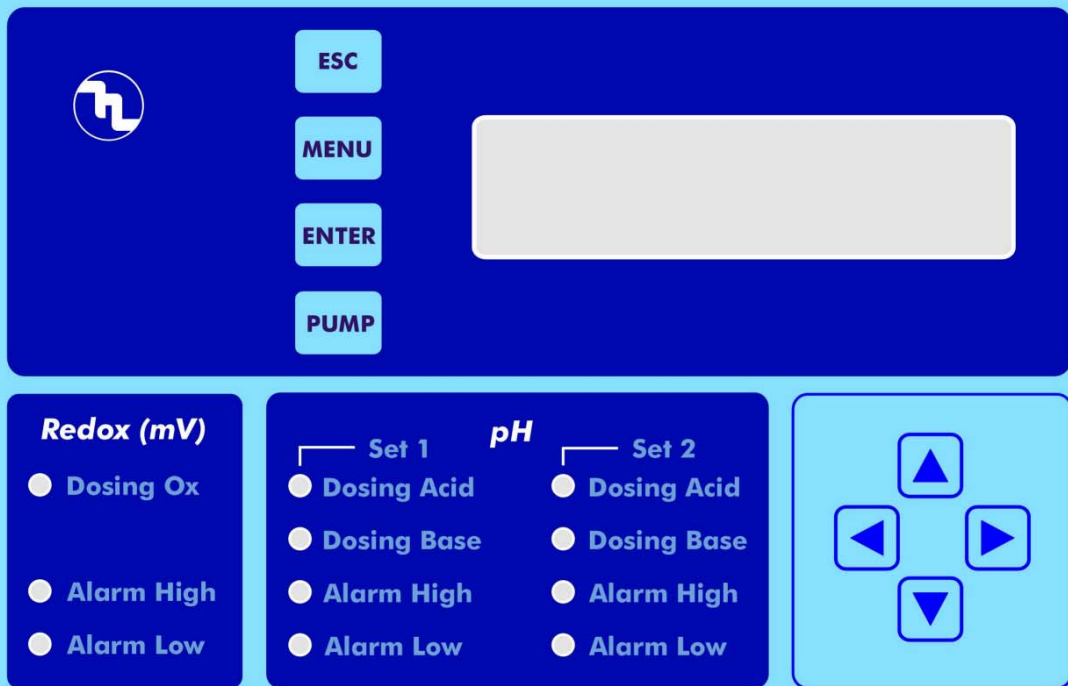 ESC
MENU
ENTER
PUMP
Redox (mV)
Dosing Ox
Alarm High
Alarm Low
pH
Set 1
Dosing Acid
Dosing Base
Alarm High
Alarm Low
Set 2
Dosing Acid
Dosing Base
Alarm High
Alarm Low